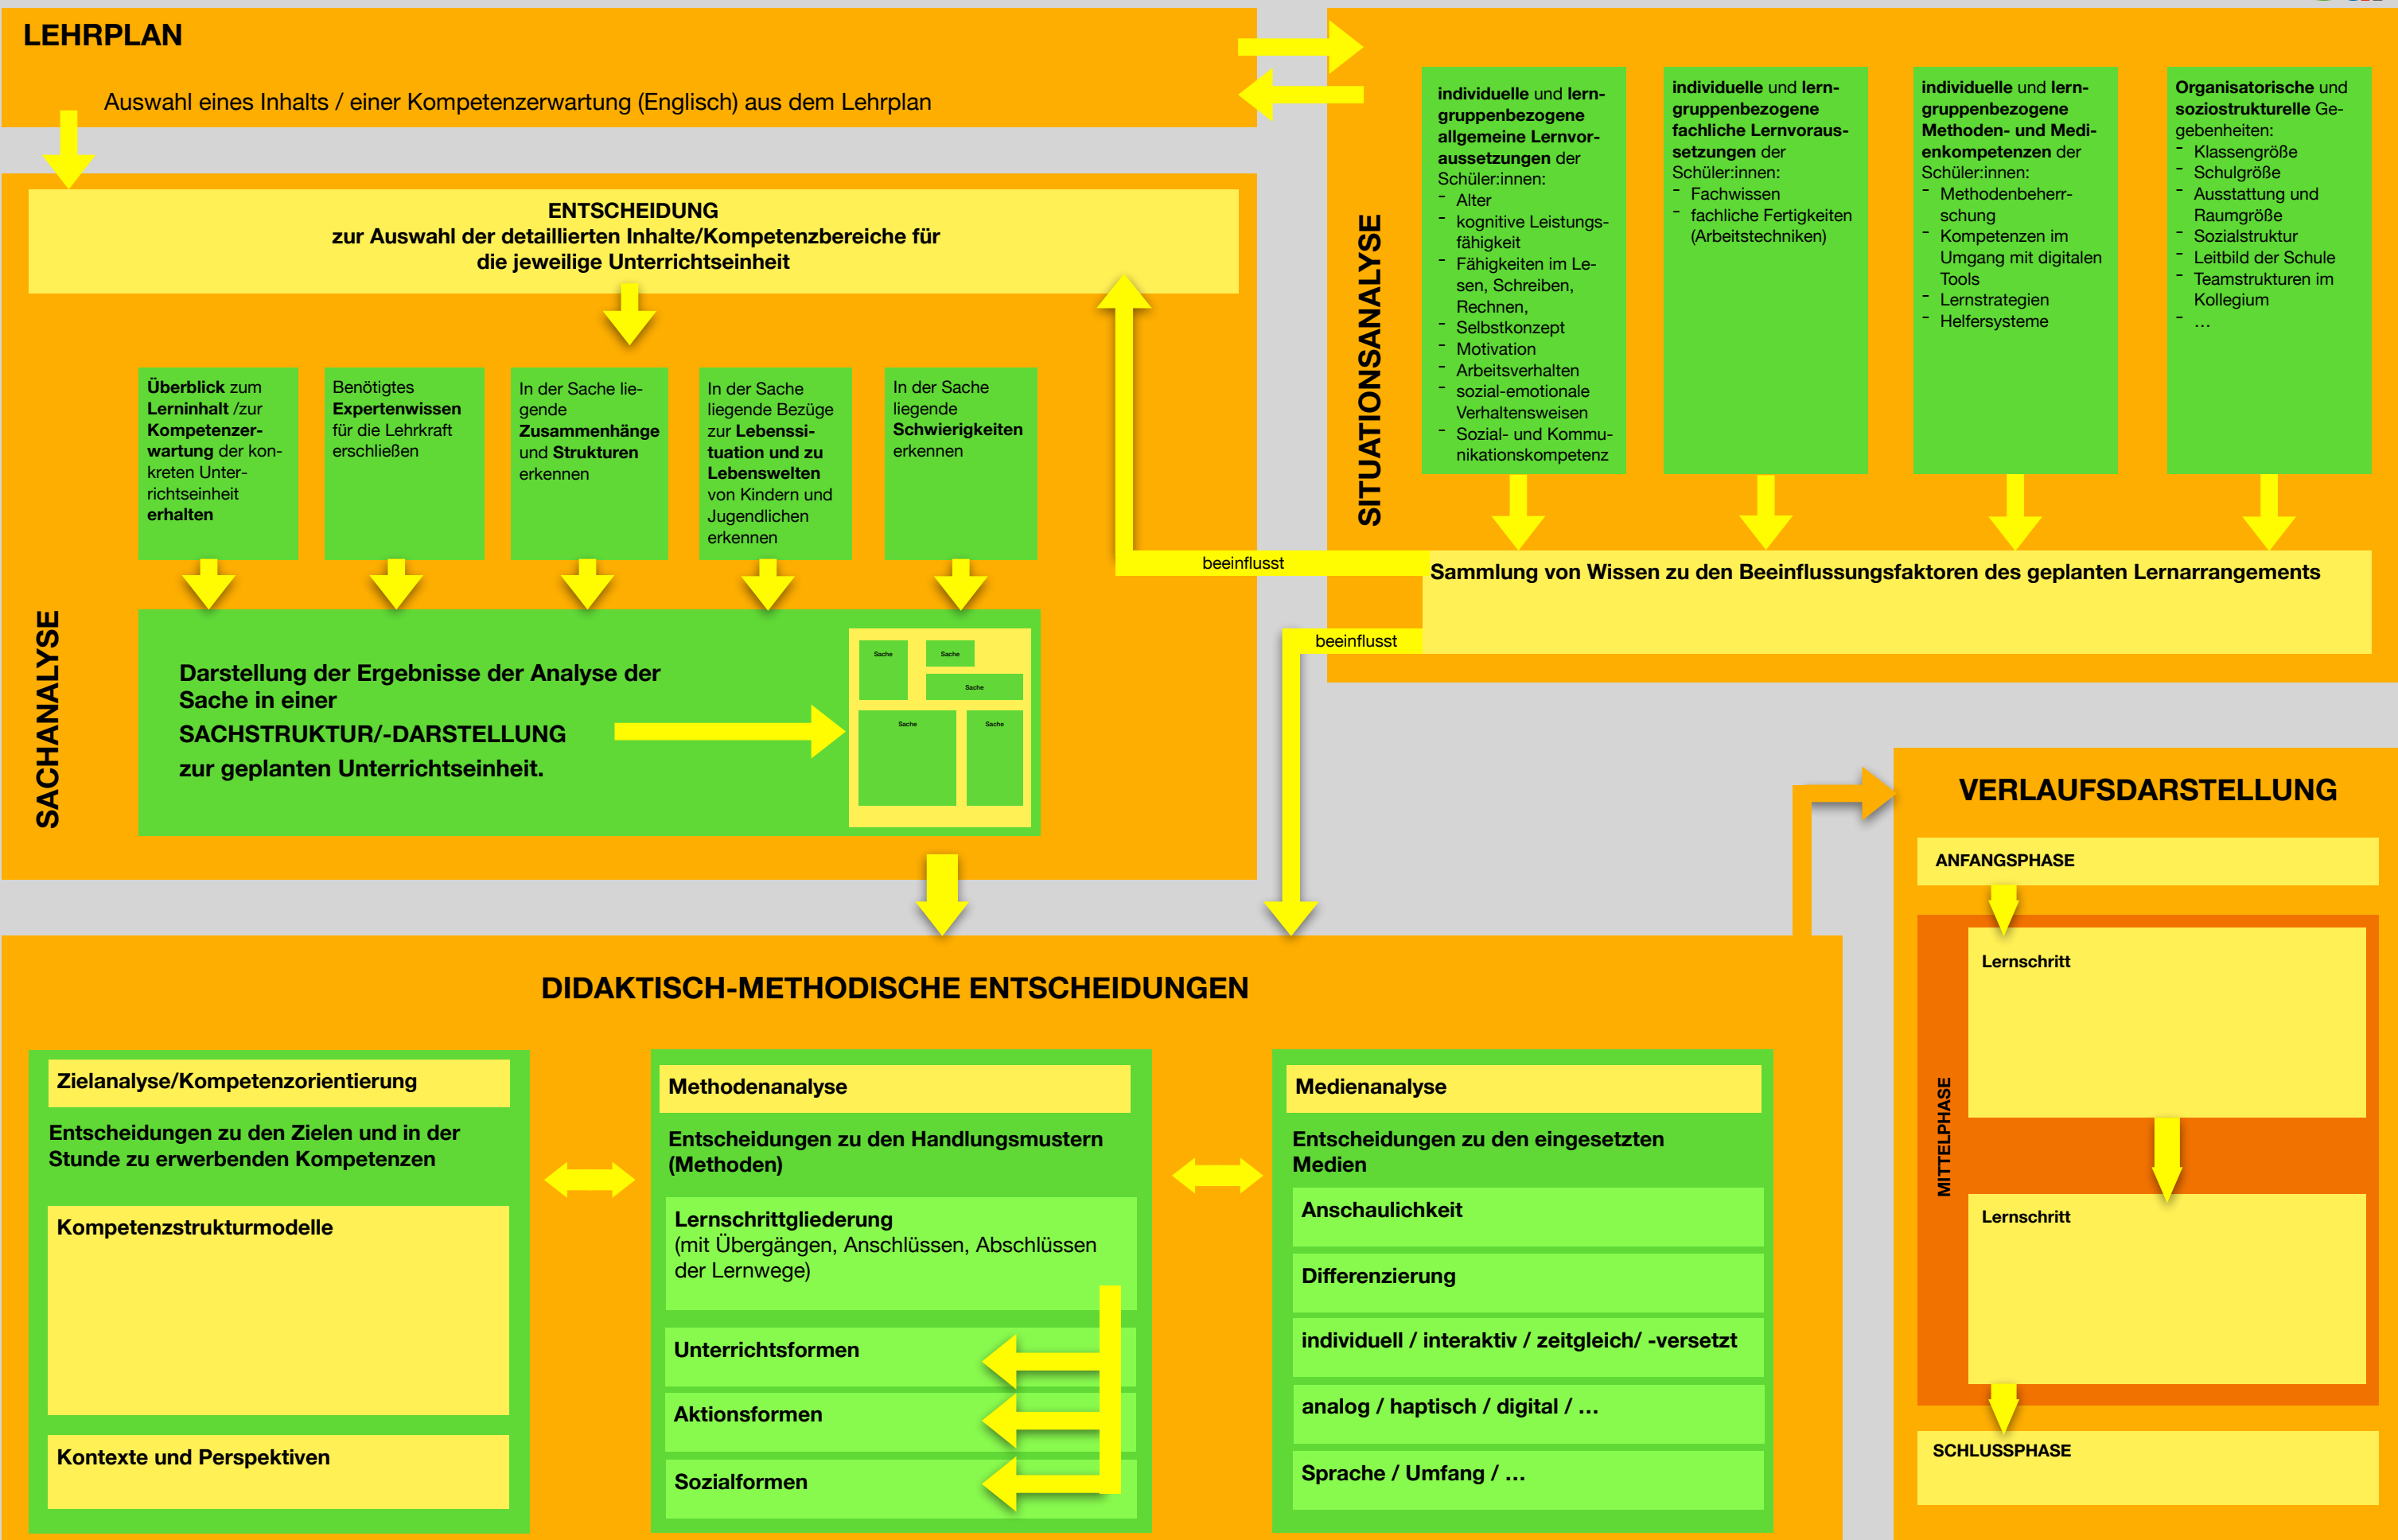 LEHRPLAN
Auswahl eines Inhalts / einer Kompetenzerwartung (Englisch) aus dem Lehrplan
ENTSCHEIDUNG
zur Auswahl der detaillierten Inhalte/Kompetenzbereiche für
die jeweilige Unterrichtseinheit
SACHANALYSE
Überblick zum
Lerninhalt /zur
Kompetenzer-
wartung der kon-
kreten Unter-
richtseinheit
erhalten
Benötigtes
Expertenwissen
für die Lehrkraft
erschließen
In der Sache lie-
gende
Zusammenhänge
und Strukturen
erkennen
In der Sache
liegende Bezüge
zur Lebenssi-
tuation und zu
Lebenswelten
von Kindern und
Jugendlichen
erkennen
In der Sache
liegende
Schwierigkeiten
erkennen
Darstellung der Ergebnisse der Analyse der
Sache in einer
SACHSTRUKTUR/-DARSTELLUNG
zur geplanten Unterrichtseinheit.
Sache
Sache
Sache
Sache
Sache
SITUATIONSANALYSE
individuelle und lern-
gruppenbezogene
allgemeine Lernvor-
aussetzungen der
Schüler:innen:
- Alter
- kognitive Leistungs-
fähigkeit
- Fähigkeiten im Le-
sen, Schreiben,
Rechnen,
- Selbstkonzept
- Motivation
- Arbeitsverhalten
- sozial-emotionale
Verhaltensweisen
- Sozial- und Kommu-
nikationskompetenz
individuelle und lern-
gruppenbezogene
fachliche Lernvoraus-
setzungen der
Schüler:innen:
- Fachwissen
- fachliche Fertigkeiten
(Arbeitstechniken)
individuelle und lern-
gruppenbezogene
Methoden- und Medi-
enkompetenzen der
Schüler:innen:
- Methodenbeherr-
schung
- Kompetenzen im
Umgang mit digitalen
Tools
- Lernstrategien
- Helfersysteme
Organisatorische und
soziostrukturelle Ge-
gebenheiten:
- Klassengröße
- Schulgröße
- Ausstattung und
Raumgröße
- Sozialstruktur
- Leitbild der Schule
- Teamstrukturen im
Kollegium
- …
beeinflusst
Sammlung von Wissen zu den Beeinflussungsfaktoren des geplanten Lernarrangements
beeinflusst
DIDAKTISCH-METHODISCHE ENTSCHEIDUNGEN
Zielanalyse/Kompetenzorientierung
Entscheidungen zu den Zielen und in der
Stunde zu erwerbenden Kompetenzen
Kompetenzstrukturmodelle
Kontexte und Perspektiven
Methodenanalyse
Entscheidungen zu den Handlungsmustern
(Methoden)
Lernschrittgliederung
(mit Übergängen, Anschlüssen, Abschlüssen
der Lernwege)
Unterrichtsformen
Aktionsformen
Sozialformen
Medienanalyse
Entscheidungen zu den eingesetzten
Medien
Anschaulichkeit
Differenzierung
individuell / interaktiv / zeitgleich/ -versetzt
analog / haptisch / digital / …
Sprache / Umfang / …
VERLAUFSDARSTELLUNG
ANFANGSPHASE
MITTELPHASE
Lernschritt
Lernschritt
SCHLUSSPHASE